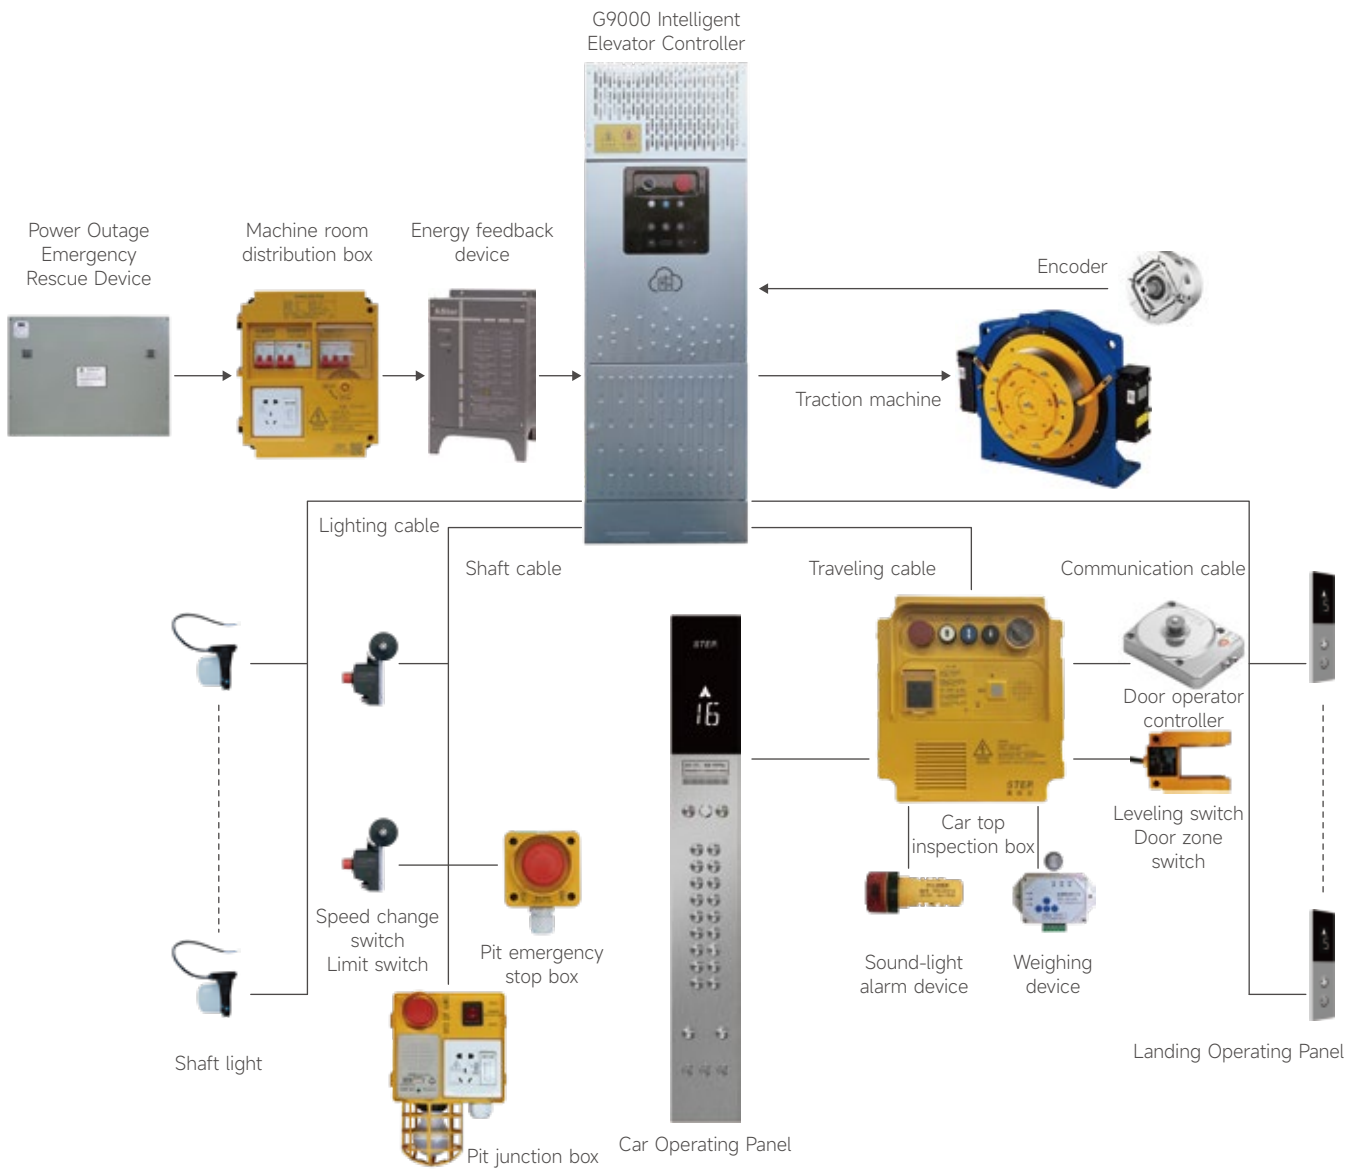 G9000 Intelligent
Elevator Controller
Power Outage
Emergency
Rescue Device
Machine room
distribution box
Energy feedback
device
Encoder
Traction machine
Lighting cable
Shaft cable
Traveling cable
Communication cable
STEP
16
Door operator
controller
STEP
Leveling switch
Door zone
switch
Car top
inspection box
Speed change
switch
Limit switch
Pit emergency
stop box
Sound-light
alarm device
Weighing
device
Shaft light
Landing Operating Panel
Car Operating Panel
Pit junction box